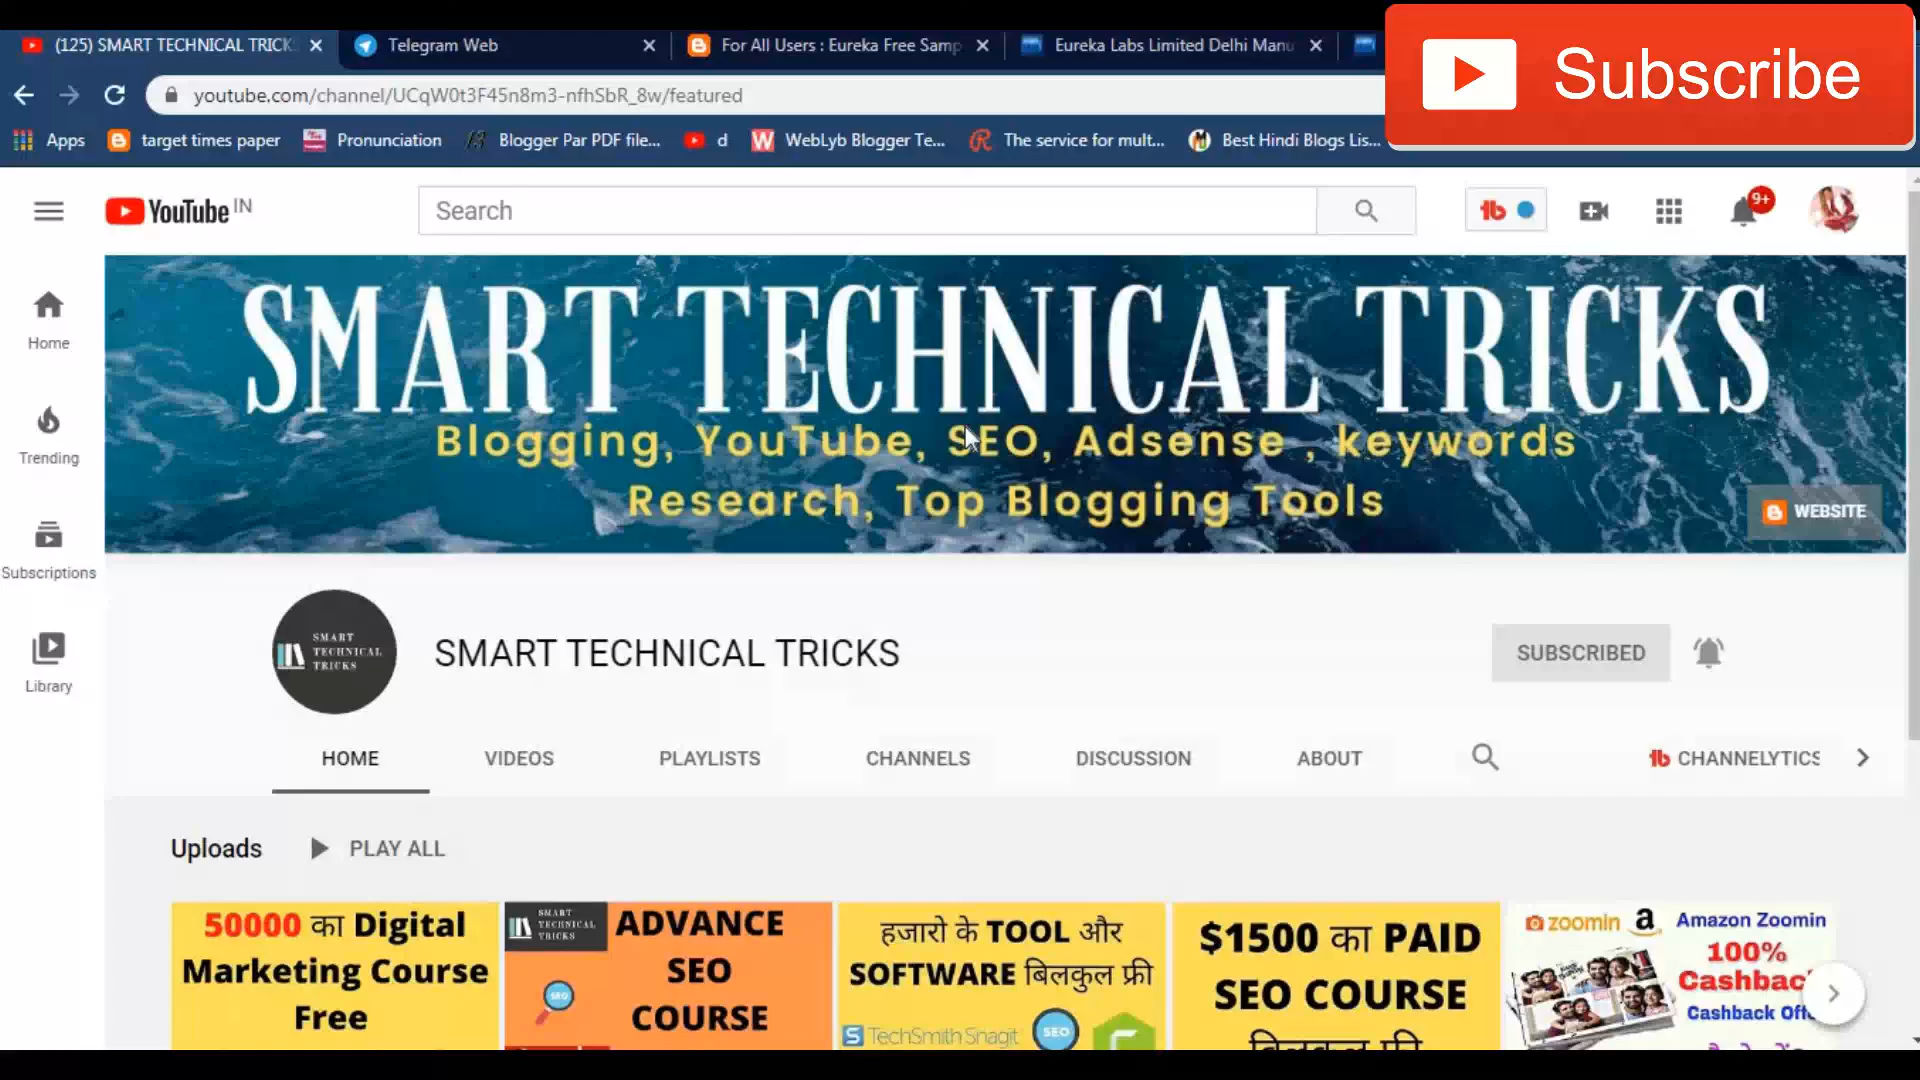 (125) SMART TECHNICAL TRICK
Telegram Web
For All Users : Eureka Free Samp
Eureka Labs Limited Delhi Manu
Subscribe
youtube.com/channel/UCqW0t3F45n8m3-nfhSbR_8w/featured
Apps
target times paper
Pronunciation
Blogger Par PDF file...
d
WebLyb Blogger Te...
The service for mult...
Best Hindi Blogs Lis...
YouTube IN
Search
9+
SMART TECHNICAL TRICKS
Blogging, YouTube, SEO, Adsense , keywords
Research, Top Blogging Tools
WEBSITE
Home
Trending
Subscriptions
Library
SMART
TECHNICAL
TRICKS
SMART TECHNICAL TRICKS
SUBSCRIBED
HOME
VIDEOS
PLAYLISTS
CHANNELS
DISCUSSION
ABOUT
CHANNELYTICS
Uploads
PLAY ALL
50000 का Digital
Marketing Course
Free
SMART
TECHNICAL
TRICKS
ADVANCE
SEO
COURSE
SEO
हजारो के TOOL और
SOFTWARE बिलकुल फ्री
TechSmith Snagit
SEO
$1500 का PAID
SEO COURSE
बिलकुल फ्री
zoomin
Amazon Zoomin
100%
Cashbac
Cashback Off